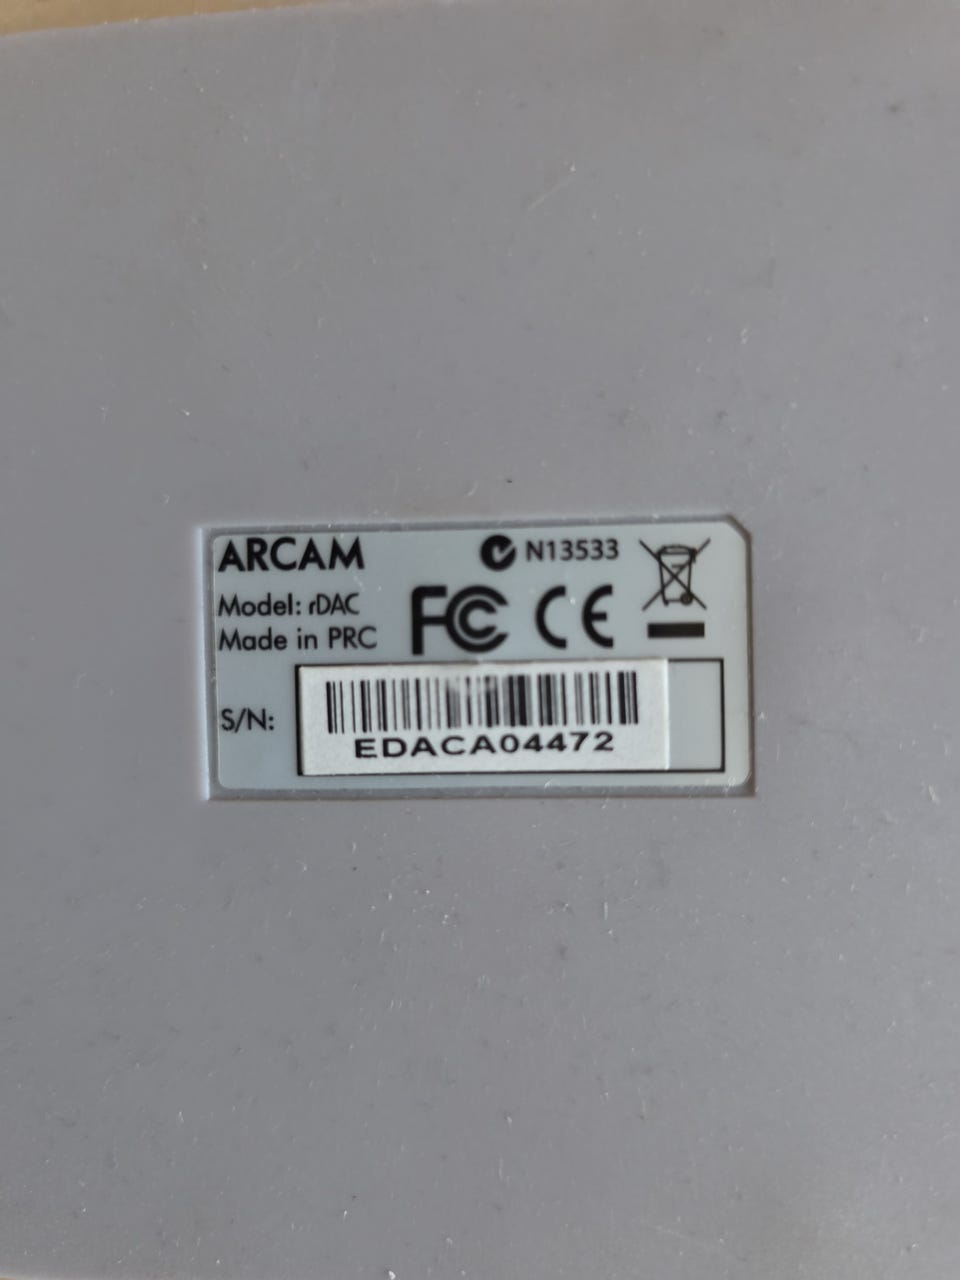 ARCAM
N13533
Model: rDAC
Made in PRC
FC CE
S/N:
EDACA04472